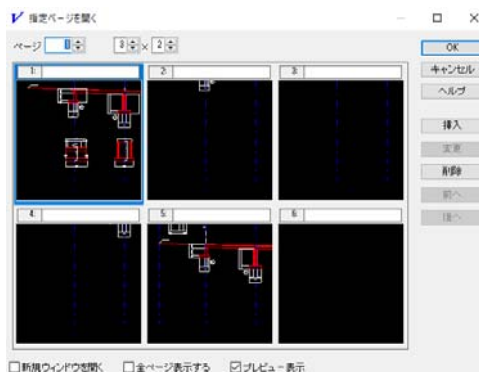 指定ページを開く
ページ 1 3 × 2
1:
2:
3:
4:
5:
6:
OK
キャンセル
ヘルプ
挿入
変更
削除
前へ
後へ
新規ウィンドウを開く 全ページ表示する プレビュー表示